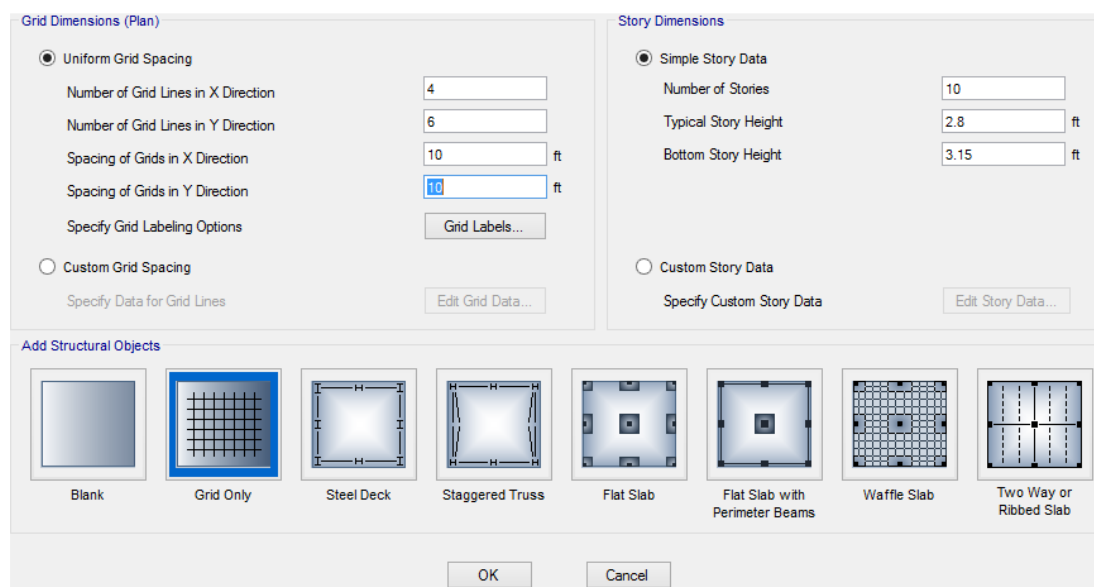 Grid Dimensions (Plan)
Uniform Grid Spacing
Number of Grid Lines in X Direction 4
Number of Grid Lines in Y Direction 6
Spacing of Grids in X Direction 10 ft
Spacing of Grids in Y Direction 10 ft
Specify Grid Labeling Options Grid Labels...
Custom Grid Spacing
Specify Data for Grid Lines Edit Grid Data...
Story Dimensions
Simple Story Data
Number of Stories 10
Typical Story Height 2.8 ft
Bottom Story Height 3.15 ft
Custom Story Data
Specify Custom Story Data Edit Story Data...
Add Structural Objects
Blank
Grid Only
Steel Deck
Staggered Truss
Flat Slab
Flat Slab with
Perimeter Beams
Waffle Slab
Two Way or
Ribbed Slab
OK Cancel